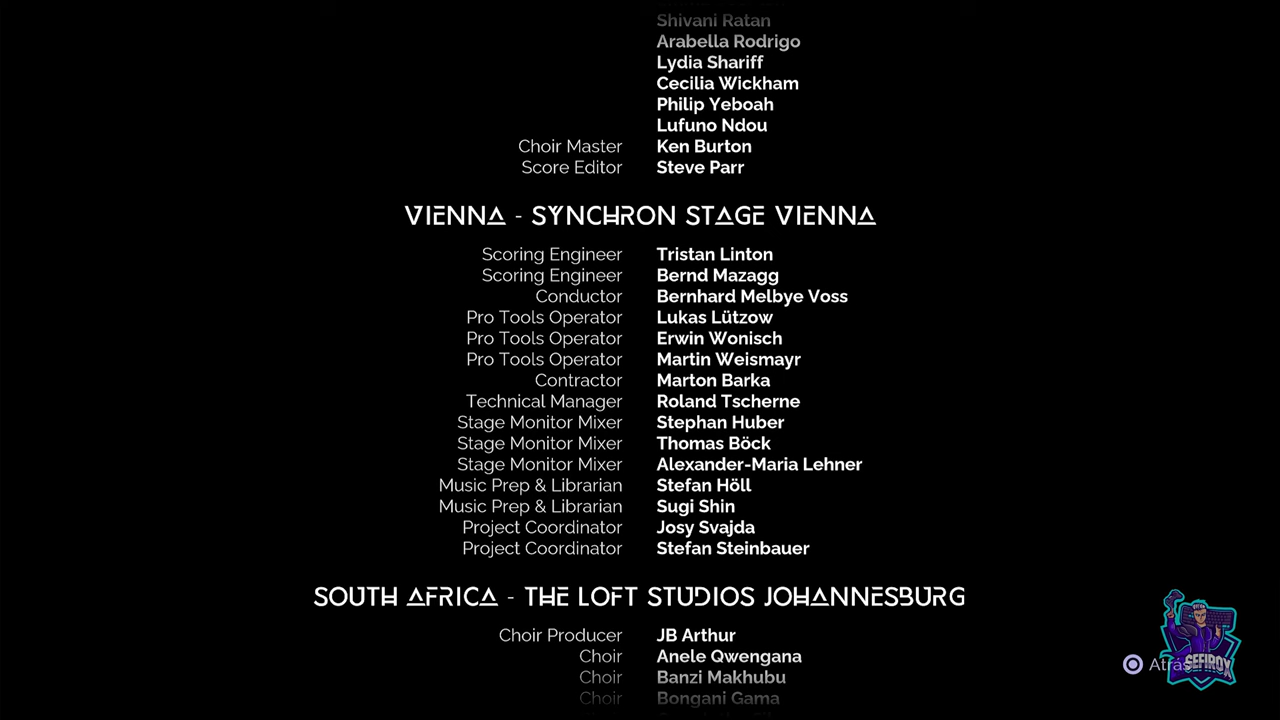 Shivani Ratan
Arabella Rodrigo
Lydia Shariff
Cecilia Wickham
Philip Yeboah
Lufuno Ndou
Choir Master Ken Burton
Score Editor Steve Parr
VIENNA - SYNCHRON STAGE VIENNA
Scoring Engineer Tristan Linton
Scoring Engineer Bernd Mazagg
Conductor Bernhard Melbye Voss
Pro Tools Operator Lukas Lützow
Pro Tools Operator Erwin Wonisch
Pro Tools Operator Martin Weismayr
Contractor Marton Barka
Technical Manager Roland Tscherne
Stage Monitor Mixer Stephan Huber
Stage Monitor Mixer Thomas Böck
Stage Monitor Mixer Alexander-Maria Lehner
Music Prep & Librarian Stefan Höll
Music Prep & Librarian Sugi Shin
Project Coordinator Josy Svajda
Project Coordinator Stefan Steinbauer
SOUTH AFRICA - THE LOFT STUDIOS JOHANNESBURG
Choir Producer JB Arthur
Choir Anele Qwengana
Choir Banzi Makhubu
Choir Bongani Gama
Atrás
SEFIROX